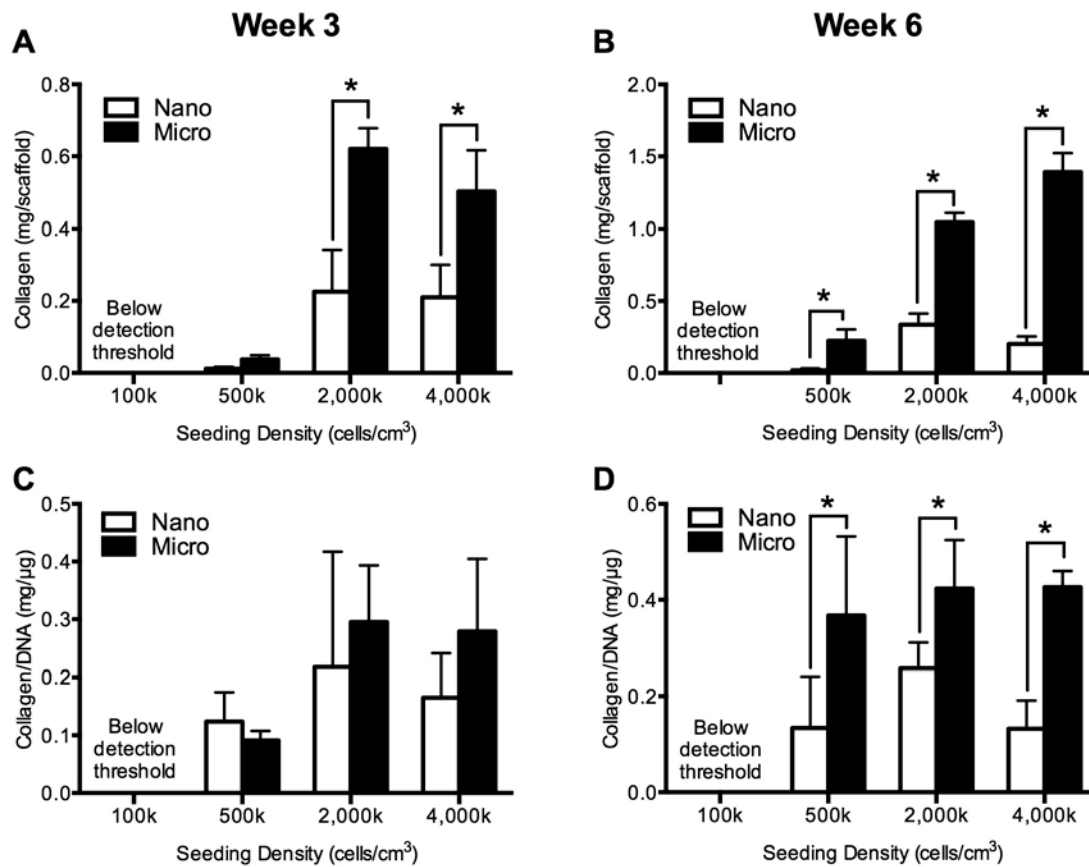 Week 3
Week 6
A
0.8
0.6
0.4
0.2
0.0
Collagen (mg/scaffold)
Nano
Micro
*
*
Below
detection
threshold
100k
500k
2,000k
4,000k
Seeding Density (cells/cm³)
B
2.0
1.5
1.0
0.5
0.0
Collagen (mg/scaffold)
Nano
Micro
*
*
*
Below
detection
threshold
500k
2,000k
4,000k
Seeding Density (cells/cm³)
C
0.5
0.4
0.3
0.2
0.1
0.0
Collagen/DNA (mg/µg)
Nano
Micro
Below
detection
threshold
100k
500k
2,000k
4,000k
Seeding Density (cells/cm³)
D
0.6
0.4
0.2
0.0
Collagen/DNA (mg/µg)
Nano
Micro
*
*
*
Below
detection
threshold
100k
500k
2,000k
4,000k
Seeding Density (cells/cm³)